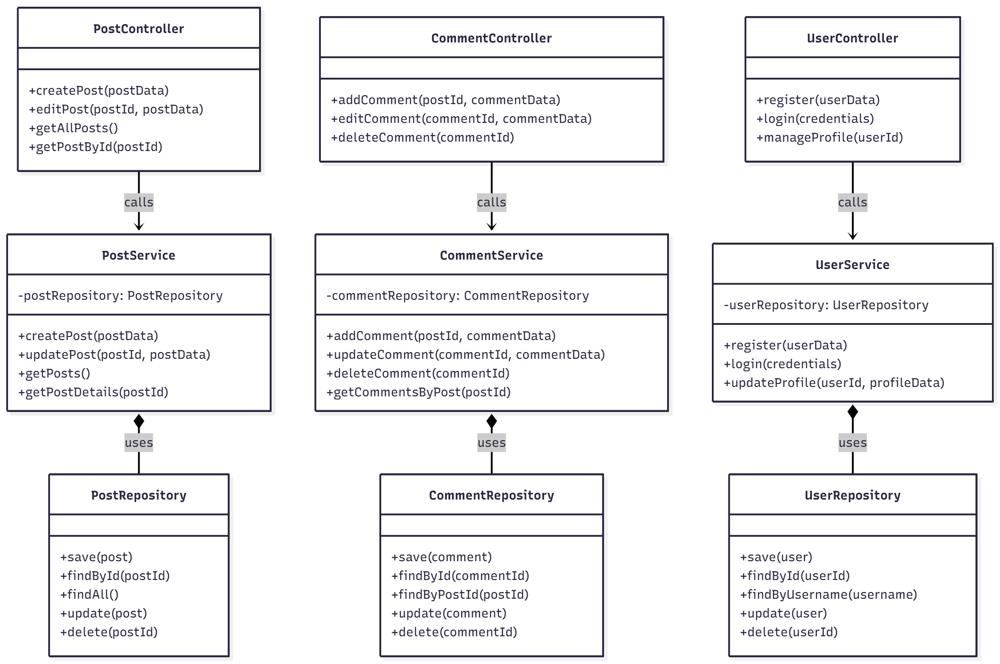 PostController
+createPost(postData)
+editPost(postId, postData)
+getAllPosts()
+getPostById(postId)
calls
PostService
-postRepository: PostRepository
+createPost(postData)
+updatePost(postId, postData)
+getPosts()
+getPostDetails(postId)
uses
PostRepository
+save(post)
+findById(postId)
+findAll()
+update(post)
+delete(postId)
CommentController
+addComment(postId, commentData)
+editComment(commentId, commentData)
+deleteComment(commentId)
calls
CommentService
-commentRepository: CommentRepository
+addComment(postId, commentData)
+updateComment(commentId, commentData)
+deleteComment(commentId)
+getCommentsByPost(postId)
uses
CommentRepository
+save(comment)
+findById(commentId)
+findByPostId(postId)
+update(comment)
+delete(commentId)
UserController
+register(userData)
+login(credentials)
+manageProfile(userId)
calls
UserService
-userRepository: UserRepository
+register(userData)
+login(credentials)
+updateProfile(userId, profileData)
uses
UserRepository
+save(user)
+findById(userId)
+findByUsername(username)
+update(user)
+delete(userId)